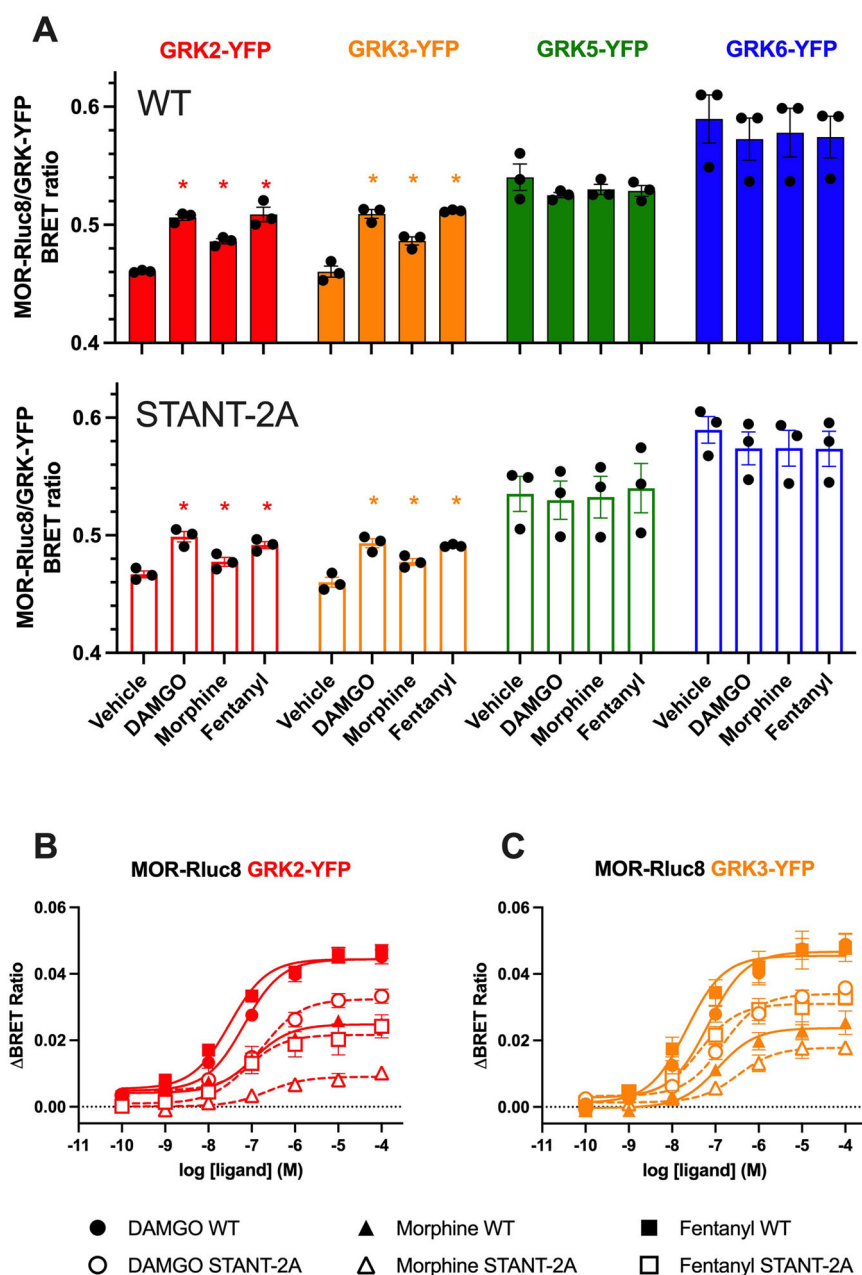 A
GRK2-YFP GRK3-YFP GRK5-YFP GRK6-YFP
WT
MOR-Rluc8/GRK-YFP
BRET ratio
0.6
0.5
0.4
* * * * * *
STANT-2A
MOR-Rluc8/GRK-YFP
BRET ratio
0.6
0.5
0.4
* * * * * *
Vehicle DAMGO Morphine Fentanyl Vehicle DAMGO Morphine Fentanyl Vehicle DAMGO Morphine Fentanyl Vehicle DAMGO Morphine Fentanyl
B
MOR-Rluc8 GRK2-YFP
ΔBRET Ratio
0.06
0.04
0.02
0.00
-11 -10 -9 -8 -7 -6 -5 -4
log [ligand] (M)
C
MOR-Rluc8 GRK3-YFP
ΔBRET Ratio
0.06
0.04
0.02
0.00
-11 -10 -9 -8 -7 -6 -5 -4
log [ligand] (M)
DAMGO WT Morphine WT Fentanyl WT
DAMGO STANT-2A Morphine STANT-2A Fentanyl STANT-2A